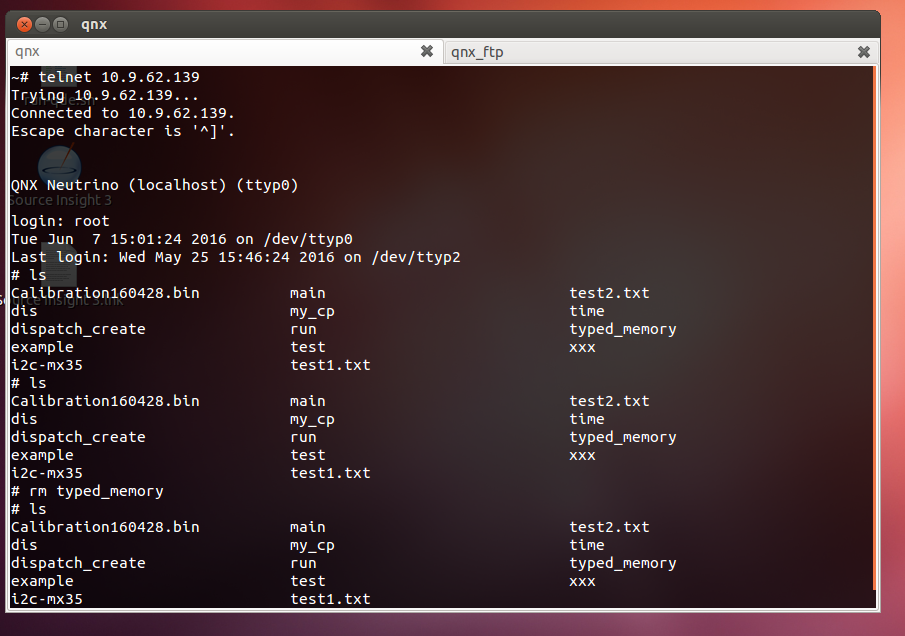 qnx
qnx
qnx_ftp
~# telnet 10.9.62.139
Trying 10.9.62.139...
Connected to 10.9.62.139.
Escape character is '^]'.
QNX Neutrino (localhost) (ttyp0)
Source Insight 3
login: root
Tue Jun  7 15:01:24 2016 on /dev/ttyp0
Last login: Wed May 25 15:46:24 2016 on /dev/ttyp2
# ls
Calibration160428.bin          main                           test2.txt
dis                            my_cp                          time
dispatch_create                run                            typed_memory
example                        test                           xxx
i2c-mx35                       test1.txt
# ls
Calibration160428.bin          main                           test2.txt
dis                            my_cp                          time
dispatch_create                run                            typed_memory
example                        test                           xxx
i2c-mx35                       test1.txt
# rm typed_memory
# ls
Calibration160428.bin          main                           test2.txt
dis                            my_cp                          time
dispatch_create                run                            typed_memory
example                        test                           xxx
i2c-mx35                       test1.txt